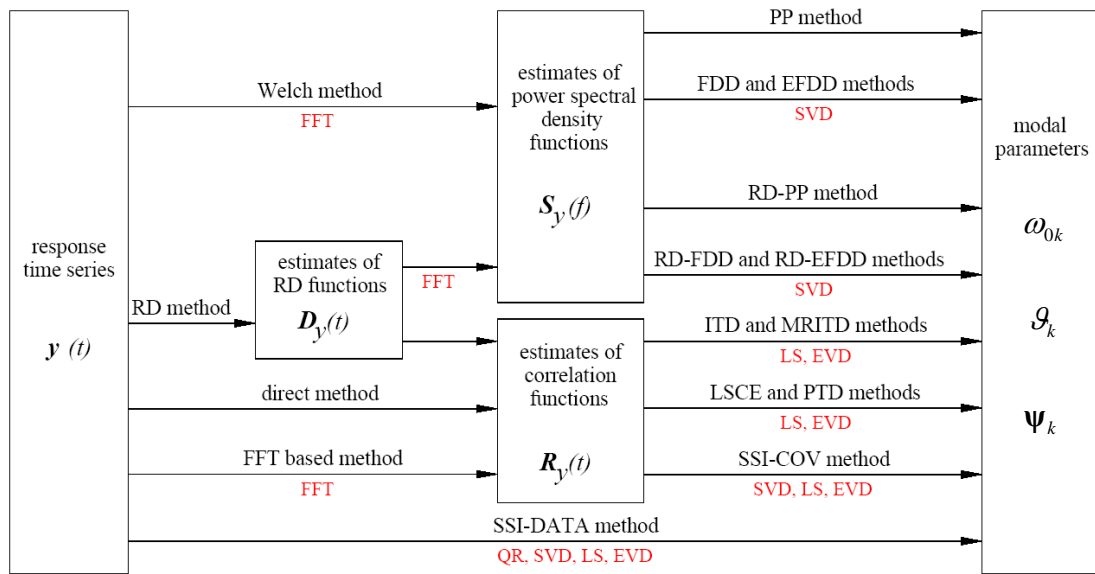 response
time series
y (t)
Welch method
FFT
RD method
estimates of
RD functions
D_y(t)
FFT
direct method
FFT based method
FFT
SSI-DATA method
QR, SVD, LS, EVD
estimates of
power spectral
density
functions
S_y(f)
estimates of
correlation
functions
R_y(t)
PP method
FDD and EFDD methods
SVD
RD-PP method
RD-FDD and RD-EFDD methods
SVD
ITD and MRITD methods
LS, EVD
LSCE and PTD methods
LS, EVD
SSI-COV method
SVD, LS, EVD
modal
parameters
ω_0k
ϑ_k
Ψ_k